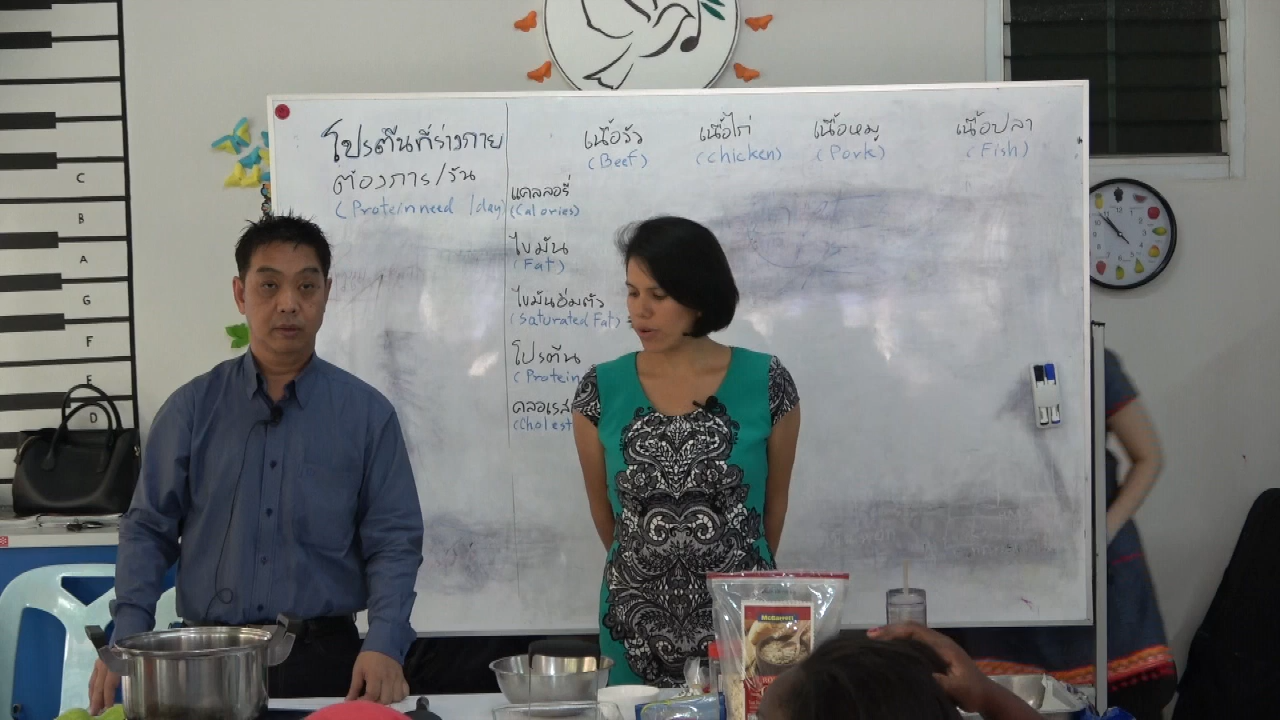 โปรตีนที่ร่างกาย
ต้องการ/วัน
(Protein need /day)
เนื้อวัว เนื้อไก่ เนื้อหมู เนื้อปลา
(Beef) (chicken) (Pork) (Fish)
แคลลอรี่
(Calories)
ไขมัน
(Fat)
ไขมันอิ่มตัว
(Saturated Fat)
โปรตีน
(Protein
คลอเรส
(Cholest
C
B
A
G
F
E
D
McGarrett